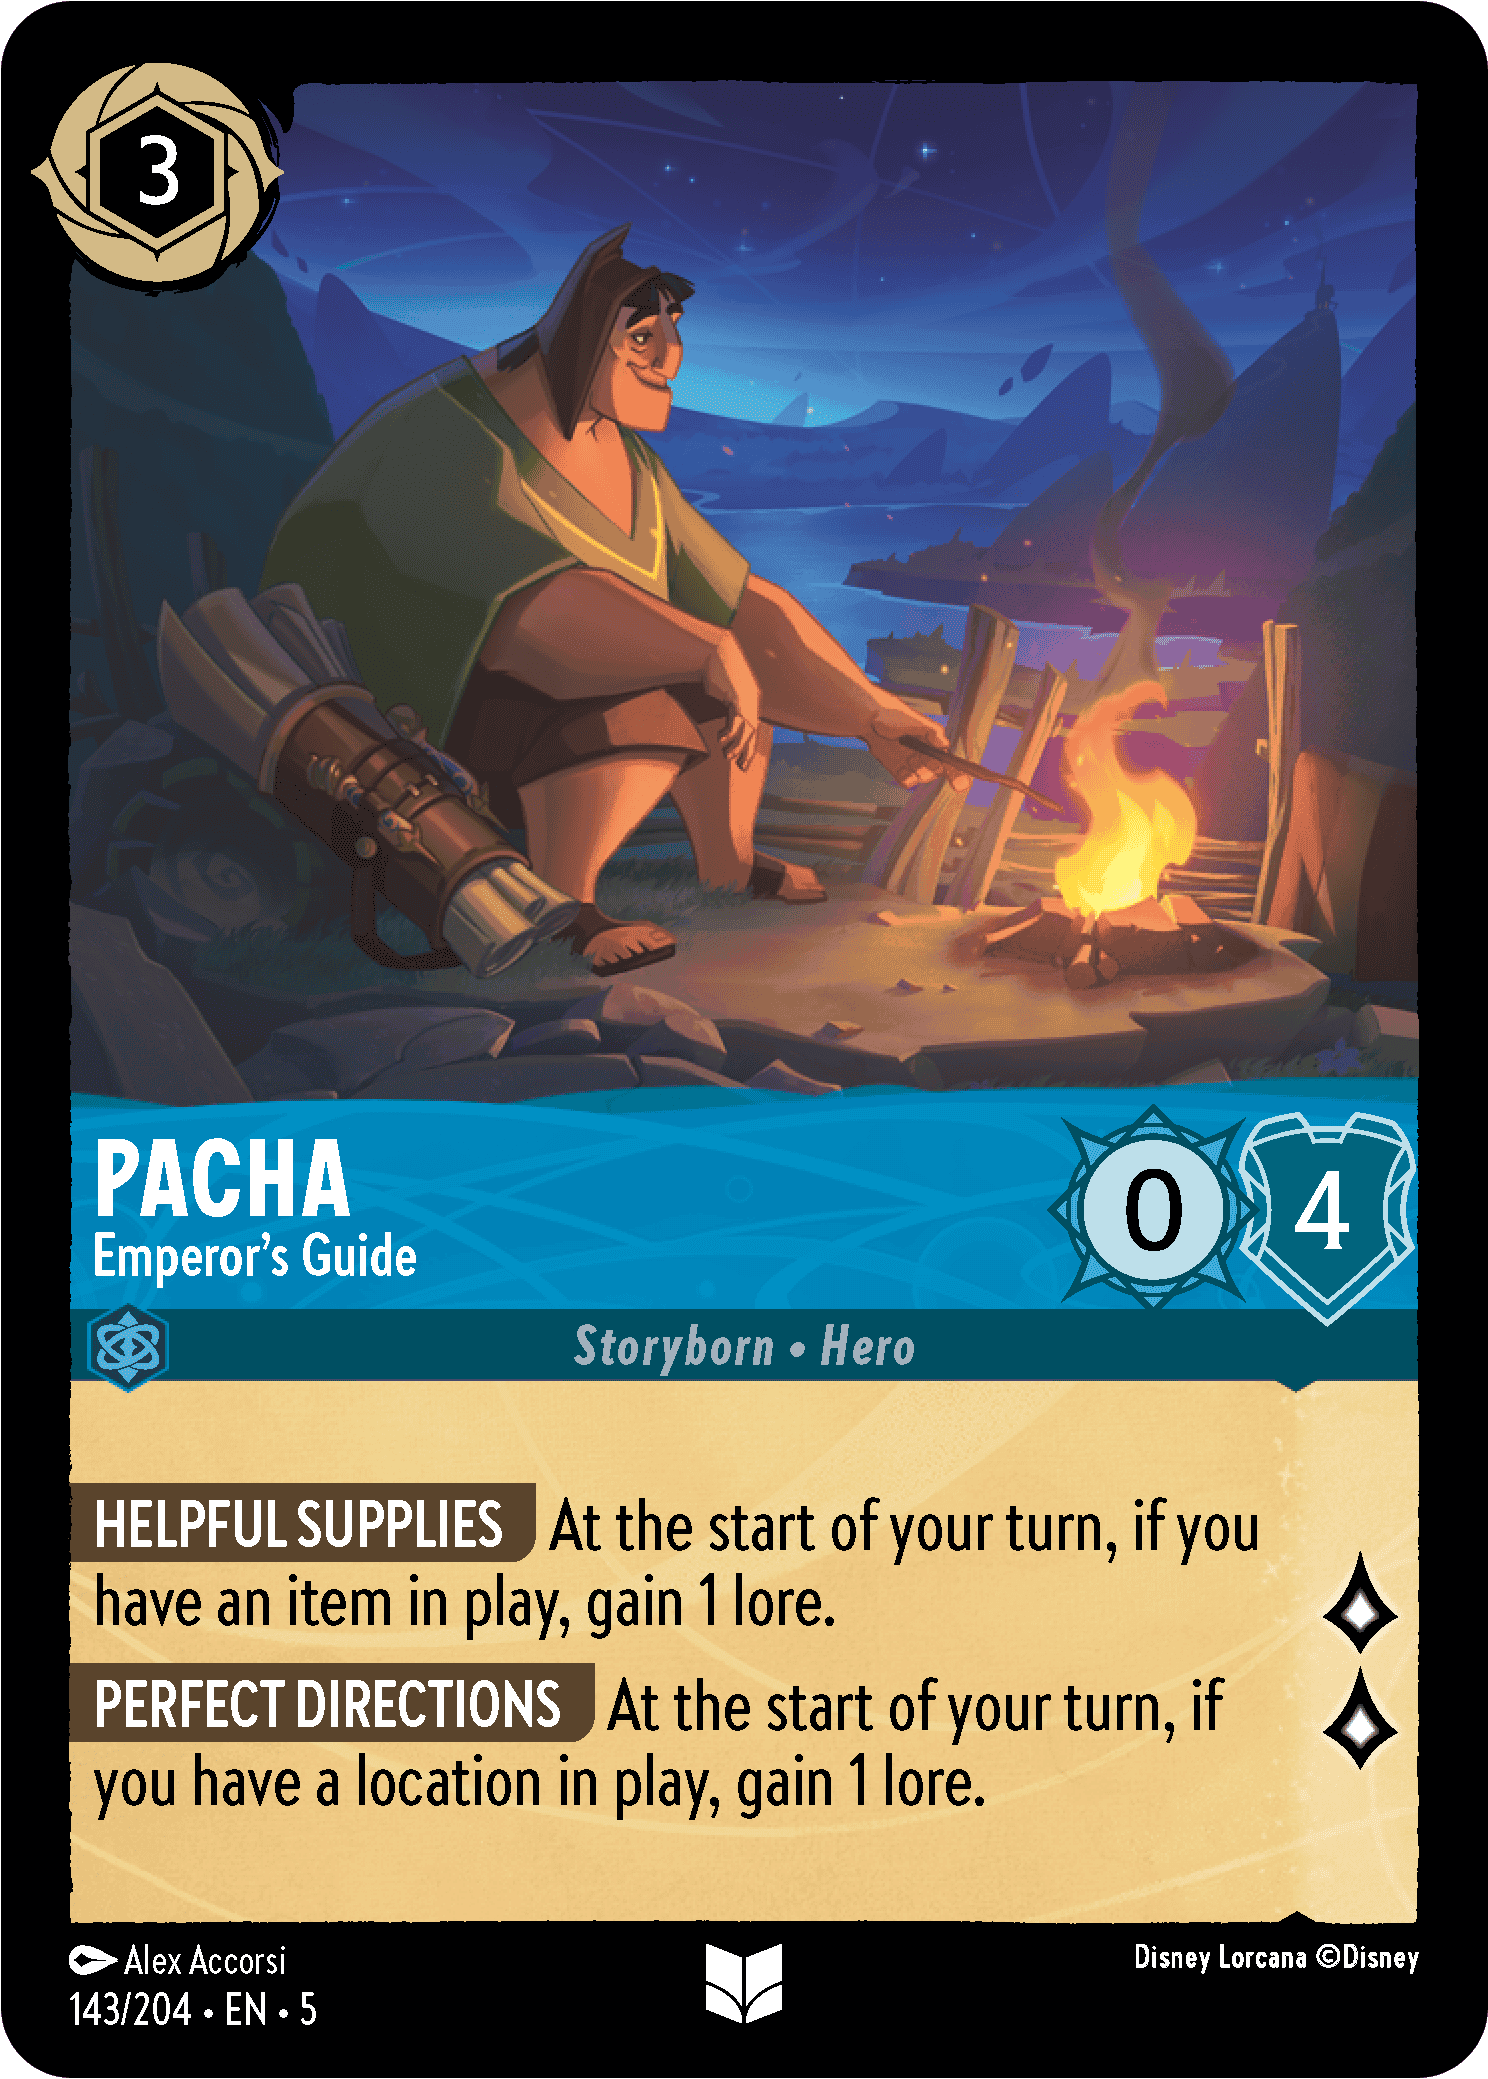 3
PACHA
Emperor's Guide
0
4
Storyborn • Hero
HELPFUL SUPPLIES At the start of your turn, if you
have an item in play, gain 1 lore.
PERFECT DIRECTIONS At the start of your turn, if
you have a location in play, gain 1 lore.
Alex Accorsi
Disney Lorcana ©Disney
143/204 • EN • 5